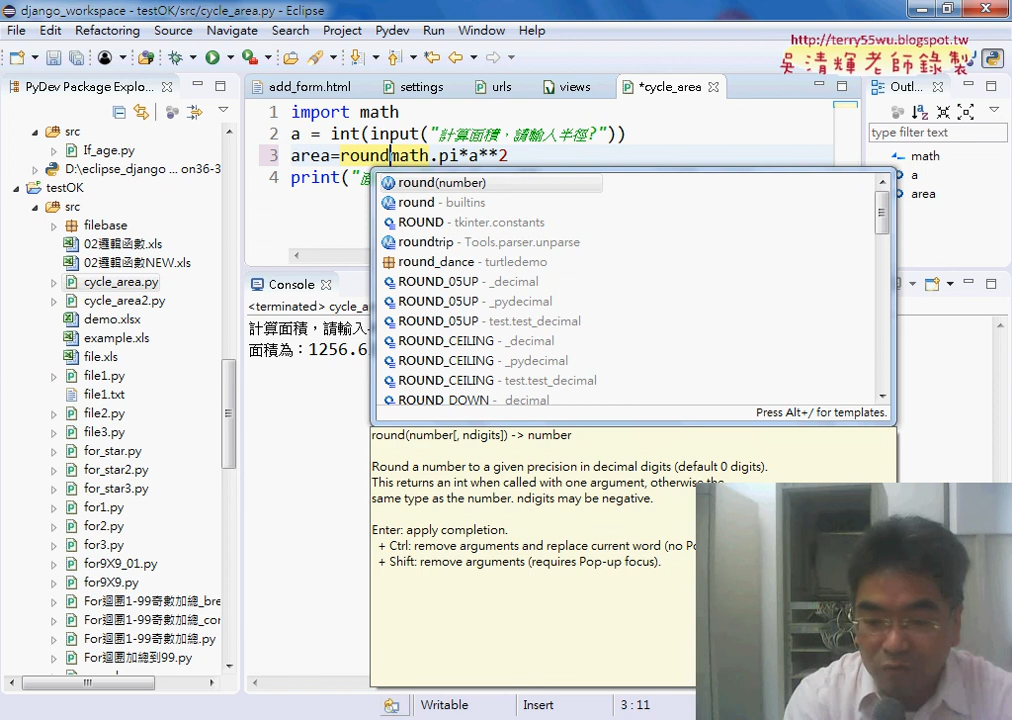 django_workspace - testOK/src/cycle_area.py - Eclipse
File Edit Refactoring Source Navigate Search Project Pydev Run Window Help
http://terry55wu.blogspot.tw
吳清輝老師錄製
PyDev Package Explo...
add_form.html
settings
urls
views
*cycle_area
Outl...
type filter text
math
a
area
src
If_age.py
D:\eclipse_django ... on36-3
testOK
src
filebase
02邏輯函數.xls
02邏輯函數NEW.xls
cycle_area.py
cycle_area2.py
demo.xlsx
example.xls
file.xls
file1.py
file1.txt
file2.py
file3.py
for_star.py
for_star2.py
for_star3.py
for1.py
for2.py
for3.py
for9X9_01.py
for9X9.py
For迴圈1-99奇數加總_bre
For迴圈1-99奇數加總_cor
For迴圈1-99奇數加總.py
For迴圈加總到99.py
1 import math
2 a = int(input("計算面積，請輸入半徑?"))
3 area=roundmath.pi*a**2
4 print("
Console
<terminated> cycle_a
計算面積，請輸入
面積為：1256.6
round(number)
round - builtins
ROUND - tkinter.constants
roundtrip - Tools.parser.unparse
round_dance - turtledemo
ROUND_05UP - _decimal
ROUND_05UP - _pydecimal
ROUND_05UP - test.test_decimal
ROUND_CEILING - _decimal
ROUND_CEILING - _pydecimal
ROUND_CEILING - test.test_decimal
ROUND_DOWN - _decimal
Press Alt+/ for templates.
round(number[, ndigits]) -> number
Round a number to a given precision in decimal digits (default 0 digits).
This returns an int when called with one argument, otherwise the
same type as the number. ndigits may be negative.
Enter: apply completion.
+ Ctrl: remove arguments and replace current word (no Po
+ Shift: remove arguments (requires Pop-up focus).
Writable
Insert
3 : 11